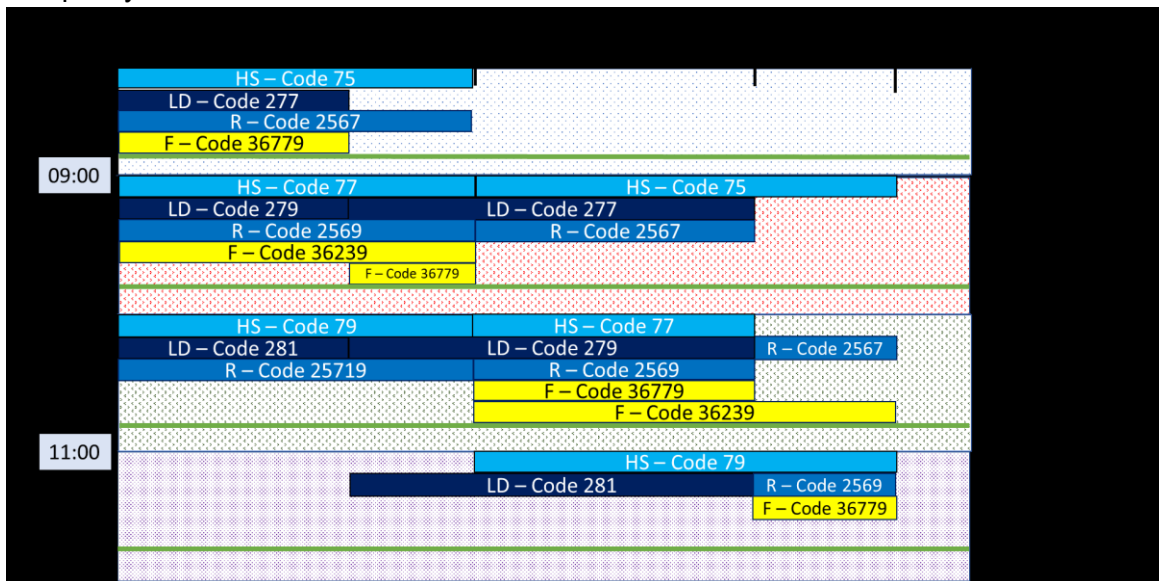 HS – Code 75
LD – Code 277
R – Code 2567
F – Code 36779
09:00
HS – Code 77 HS – Code 75
LD – Code 279 LD – Code 277
R – Code 2569 R – Code 2567
F – Code 36239
F – Code 36779
HS – Code 79 HS – Code 77
LD – Code 281 LD – Code 279 R – Code 2567
R – Code 25719 R – Code 2569
F – Code 36779
F – Code 36239
11:00
HS – Code 79
LD – Code 281 R – Code 2569
F – Code 36779